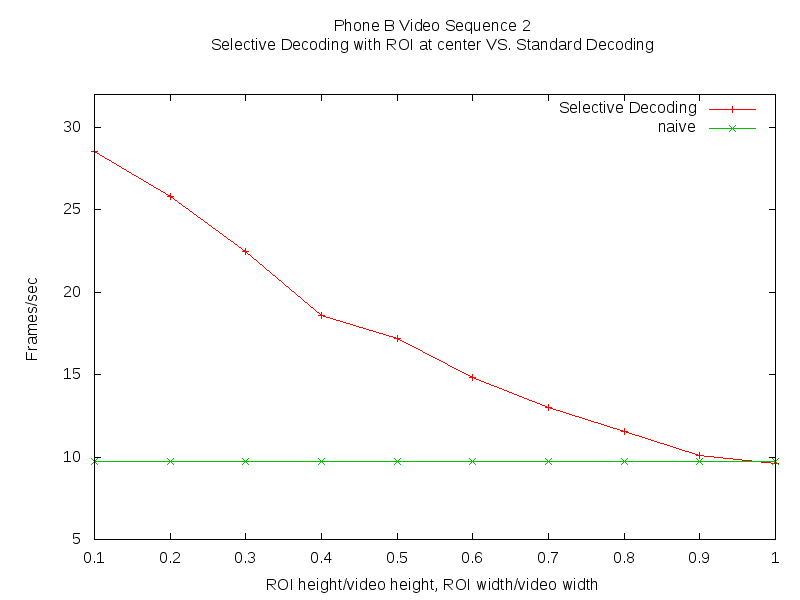 Phone B Video Sequence 2
Selective Decoding with ROI at center VS. Standard Decoding
Selective Decoding
naive
30
25
20
15
10
5
Frames/sec
0.1 0.2 0.3 0.4 0.5 0.6 0.7 0.8 0.9 1
ROI height/video height, ROI width/video width